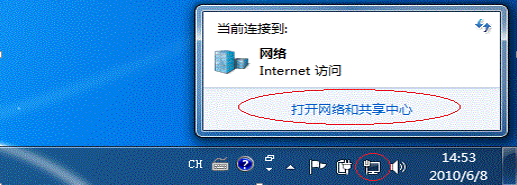 当前连接到:
网络
Internet 访问
打开网络和共享中心
CH
14:53
2010/6/8